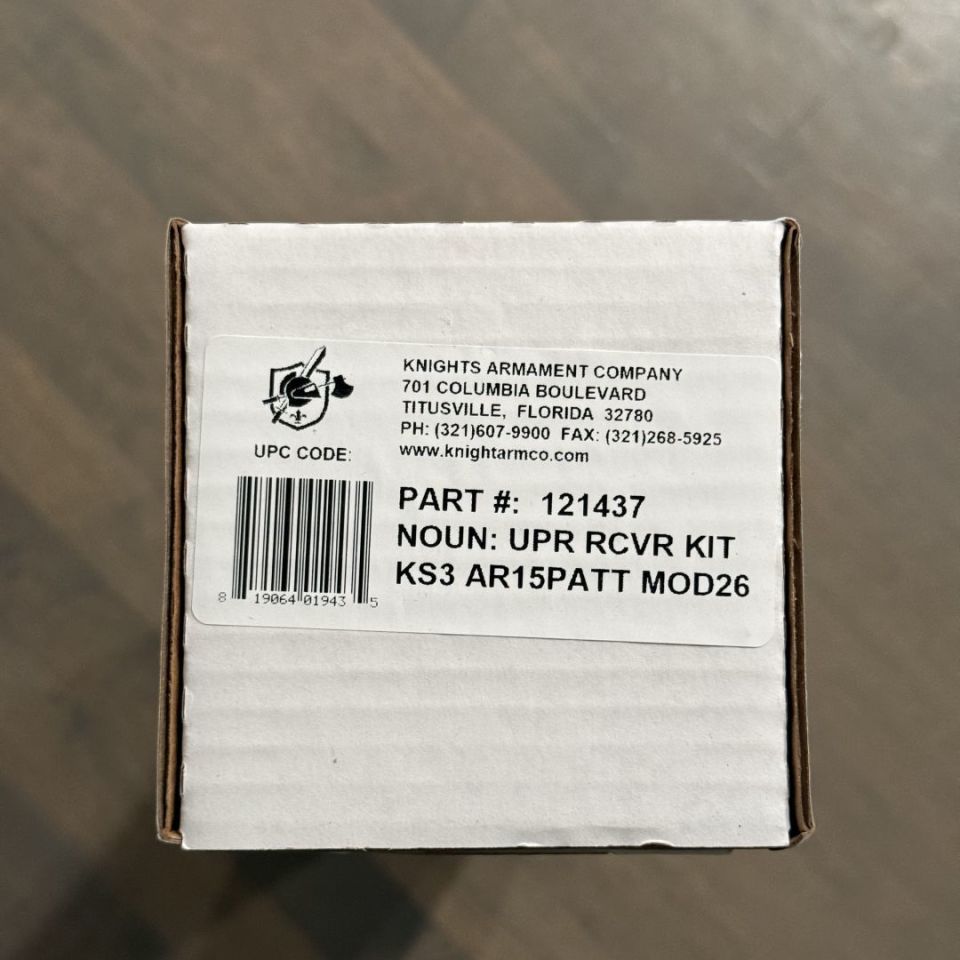 KNIGHTS ARMAMENT COMPANY
701 COLUMBIA BOULEVARD
TITUSVILLE, FLORIDA 32780
PH: (321)607-9900 FAX: (321)268-5925
www.knightarmco.com
UPC CODE:
8 19064 01943 5
PART #: 121437
NOUN: UPR RCVR KIT
KS3 AR15PATT MOD26